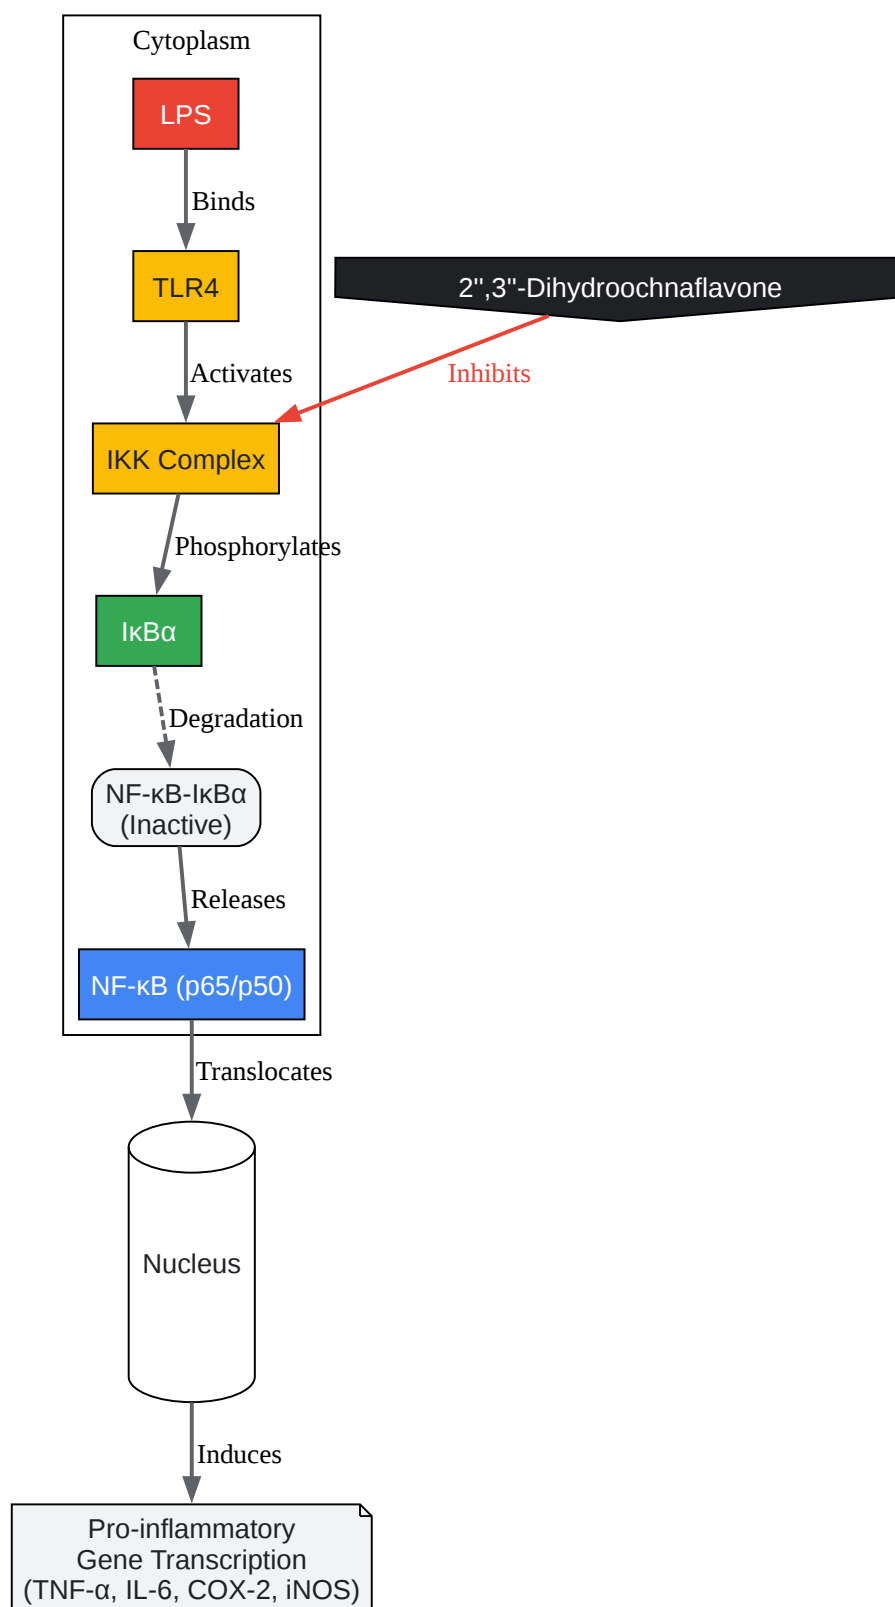 Cytoplasm
LPS
Binds
TLR4
2'',3''-Dihydroochnaflavone
Activates
Inhibits
IKK Complex
Phosphorylates
IκBα
Degradation
NF-κB-IκBα
(Inactive)
Releases
NF-κB (p65/p50)
Translocates
Nucleus
Induces
Pro-inflammatory
Gene Transcription
(TNF-α, IL-6, COX-2, iNOS)